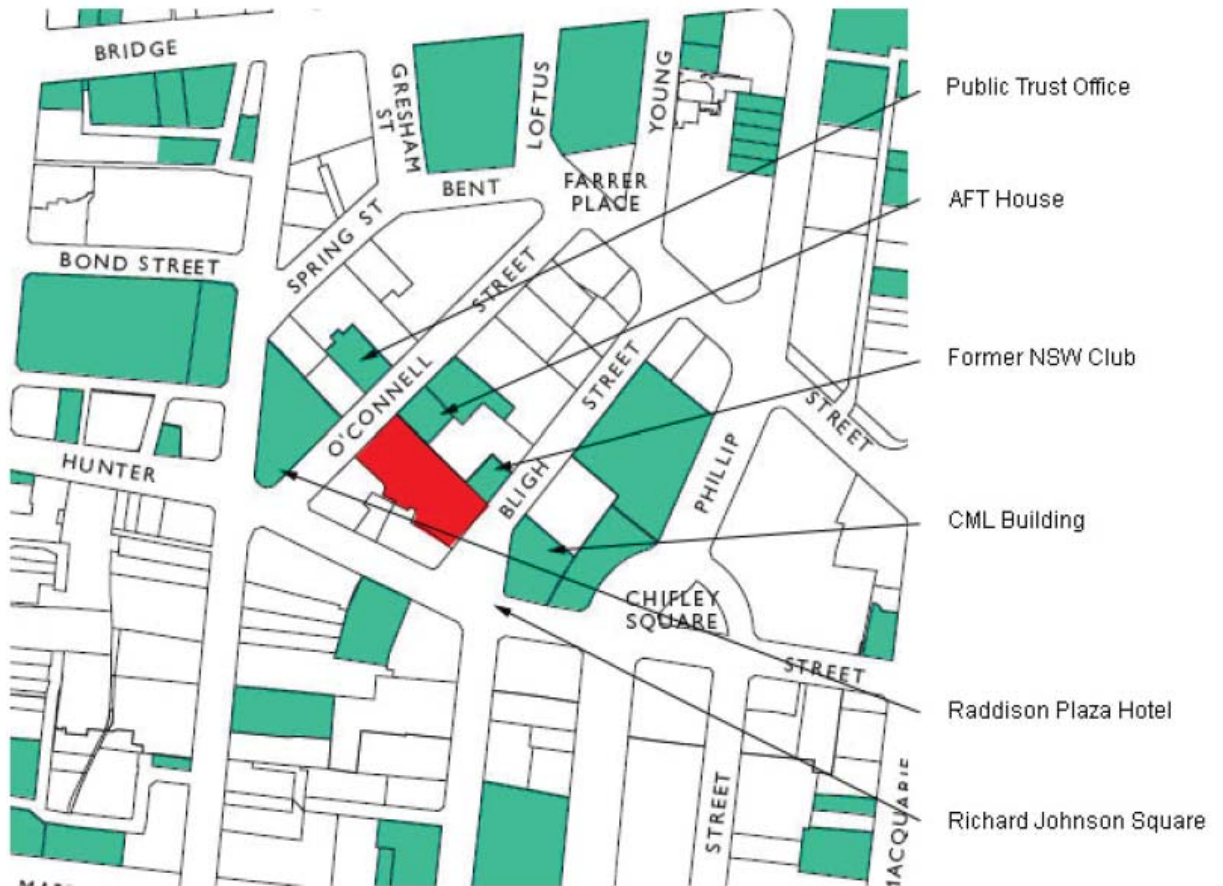 BRIDGE
GRESHAM
ST
LOFTUS
YOUNG
Public Trust Office
BENT
FARRER
PLACE
AFT House
SPRING ST
BOND STREET
STREET
O'CONNELL
STREET
BLIGH
Former NSW Club
STREET
PHILLIP
HUNTER
CML Building
CHIFLEY
SQUARE
STREET
Raddison Plaza Hotel
STREET
MACQUARIE
Richard Johnson Square